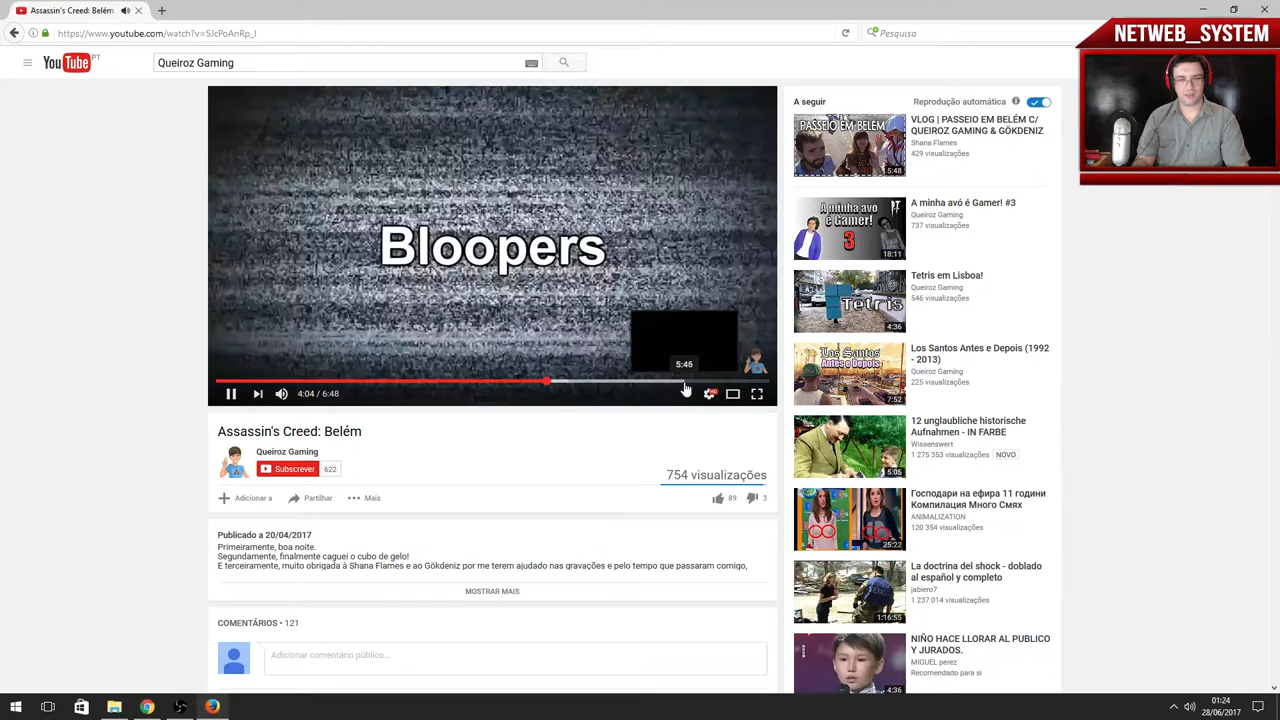 Assassin's Creed: Belém
https://www.youtube.com/watch?v=SJcPoAnRp_I
Pesquisa
NETWEB_SYSTEM
YouTube PT
Queiroz Gaming
Bloopers
5:46
4:04 / 6:48
HD
Assassin's Creed: Belém
Queiroz Gaming
Subscrever 622
754 visualizações
Adicionar a
Partilhar
Mais
89
3
Publicado a 20/04/2017
Primeiramente, boa noite.
Segundamente, finalmente caguei o cubo de gelo!
E terceiramente, muito obrigada à Shana Flames e ao Gökdeniz por me terem ajudado nas gravações e pelo tempo que passaram comigo,
MOSTRAR MAIS
COMENTÁRIOS • 121
Adicionar comentário público...
A seguir
Reprodução automática
PASSEIO EM BELÉM
5:48
VLOG | PASSEIO EM BELÉM C/
QUEIROZ GAMING & GÖKDENIZ
Shana Flames
429 visualizações
A minha avó
é Gamer!
3
PT
18:11
A minha avó é Gamer! #3
Queiroz Gaming
737 visualizações
Tetris
4:36
Tetris em Lisboa!
Queiroz Gaming
546 visualizações
Los Santos
Antes e Depois
7:52
Los Santos Antes e Depois (1992
- 2013)
Queiroz Gaming
225 visualizações
5:05
12 unglaubliche historische
Aufnahmen - IN FARBE
Wissenswert
1 275 353 visualizações NOVO
25:22
Господари на ефира 11 години
Компилация Много Смях
ANIMALIZATION
120 354 visualizações
1:16:55
La doctrina del shock - doblado
al español y completo
jabiero7
1 237 014 visualizações
4:36
NIÑO HACE LLORAR AL PUBLICO
Y JURADOS.
MIGUEL perez
Recomendado para si
01:24
28/06/2017